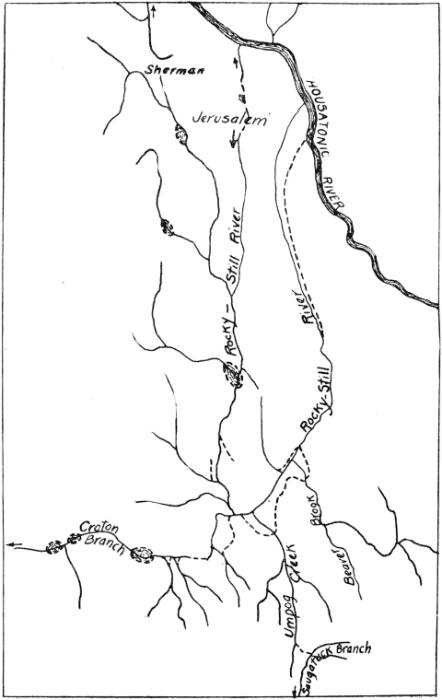 Sherman
Jerusalem
HOUSATONIC RIVER
Rocky-Still River
Rocky-Still River
Croton
Branch
Umpog Creek
Beaver Brook
Saugatuck Branch